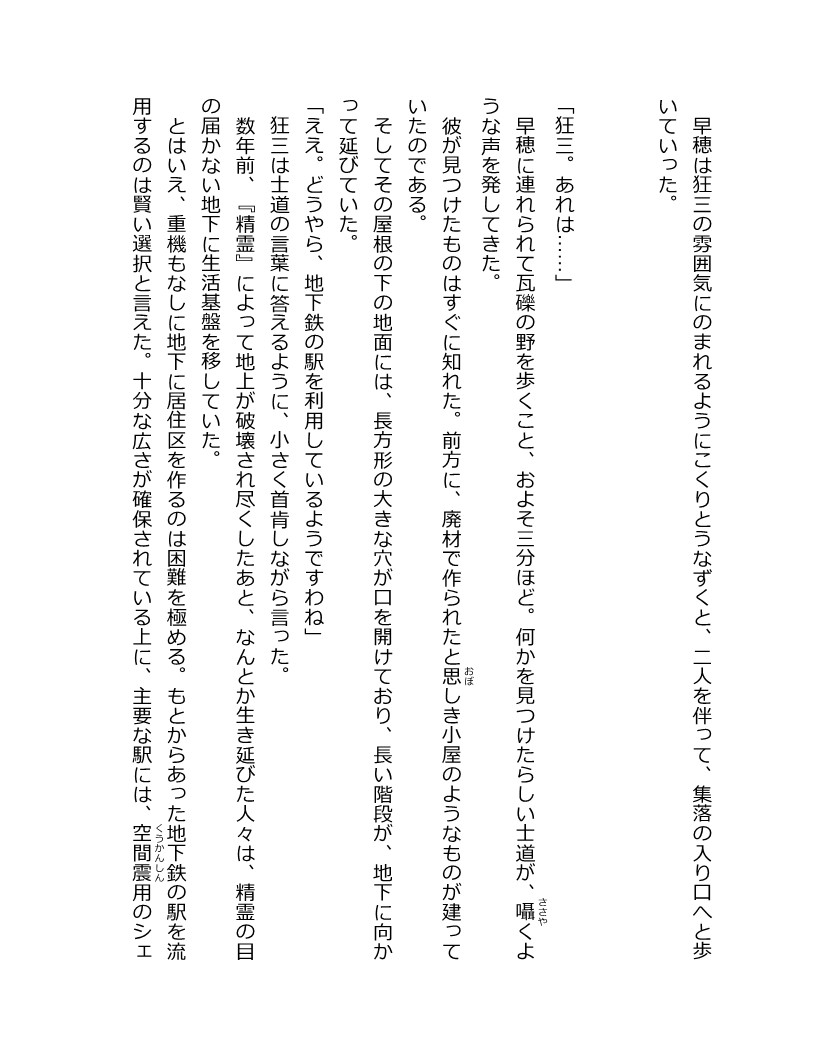 早穂は狂三の雰囲気にのまれるようにこくりとうなずくと、二人を伴って、集落の入り口へと歩
いていった。
「狂三。あれは……」
　早穂に連れられて瓦礫の野を歩くこと、およそ三分ほど。何かを見つけたらしい士道が、囁くよ
うな声を発してきた。
　彼が見つけたものはすぐに知れた。前方に、廃材で作られたと思しき小屋のようなものが建って
いたのである。
　そしてその屋根の下の地面には、長方形の大きな穴が口を開けており、長い階段が、地下に向か
って延びていた。
「ええ。どうやら、地下鉄の駅を利用しているようですわね」
　狂三は士道の言葉に答えるように、小さく首肯しながら言った。
　数年前、『精霊』によって地上が破壊され尽くしたあと、なんとか生き延びた人々は、精霊の目
の届かない地下に生活基盤を移していた。
　とはいえ、重機もなしに地下に居住区を作るのは困難を極める。もとからあった地下鉄の駅を流
用するのは賢い選択と言えた。十分な広さが確保されている上に、主要な駅には、空間震用のシェ
ささや
おぼ
くうかんしん